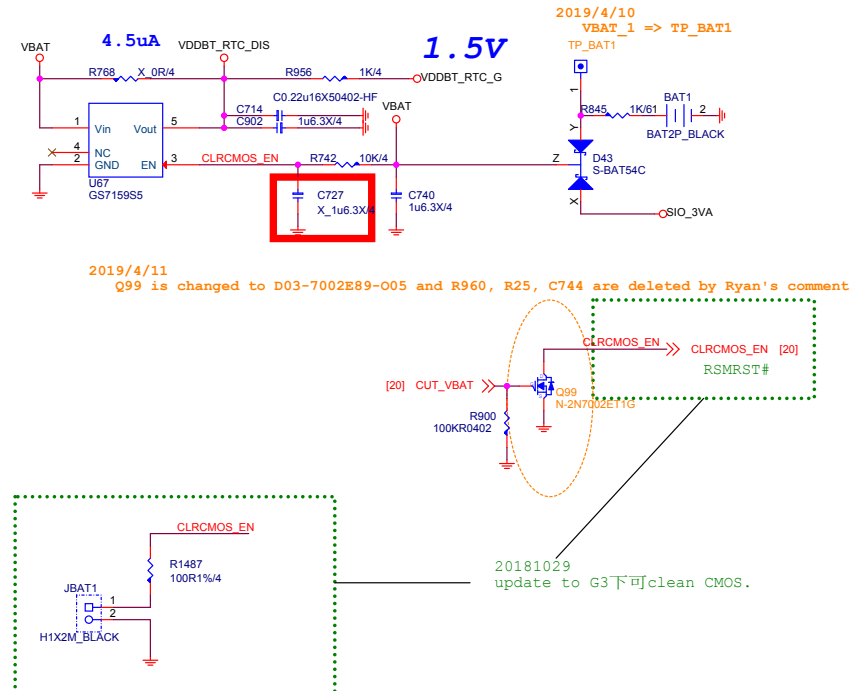 2019/4/10
VBAT_1 => TP_BAT1
TP_BAT1
1
VBAT
4.5uA
VDDBT_RTC_DIS
1.5V
R768
X_0R/4
R956
1K/4
VDDBT_RTC_G
C0.22u16X50402-HF
C714
C902
1u6.3X/4
VBAT
R845
1K/61
BAT1
2
BAT2P_BLACK
1
Vin
Vout
5
4
NC
2
GND
EN
3
U67
GS7159S5
CLRCMOS_EN
R742
10K/4
Y
Z
X
D43
S-BAT54C
C727
X_1u6.3X/4
C740
1u6.3X/4
SIO_3VA
2019/4/11
Q99 is changed to D03-7002E89-O05 and R960, R25, C744 are deleted by Ryan's comment
CLRCMOS_EN
CLRCMOS_EN [20]
RSMRST#
[20] CUT_VBAT
Q99
N-2N7002ET1G
R900
100KR0402
CLRCMOS_EN
R1487
100R1%/4
JBAT1
1
2
H1X2M_BLACK
20181029
update to G3下可clean CMOS.